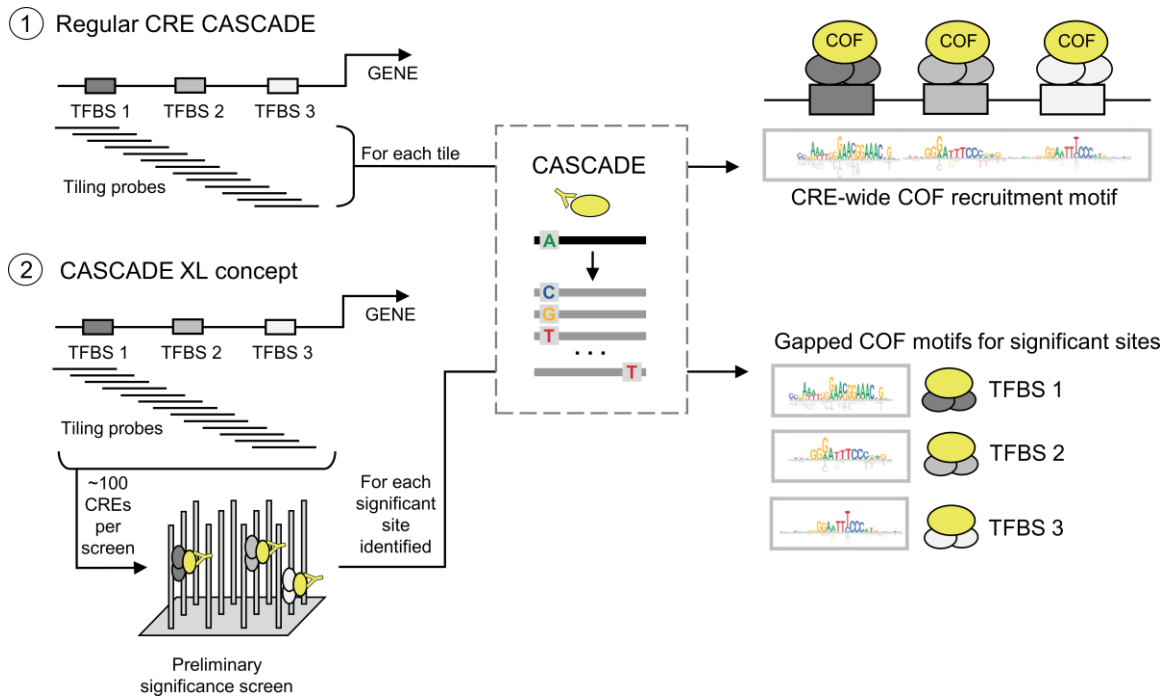 1 Regular CRE CASCADE
GENE
TFBS 1 TFBS 2 TFBS 3
Tiling probes
For each tile
CASCADE
A
C
G
T
...
T
COF COF COF
CRE-wide COF recruitment motif
2 CASCADE XL concept
GENE
TFBS 1 TFBS 2 TFBS 3
Tiling probes
~100
CREs
per
screen
For each
significant
site
identified
Preliminary
significance screen
Gapped COF motifs for significant sites
TFBS 1
TFBS 2
TFBS 3